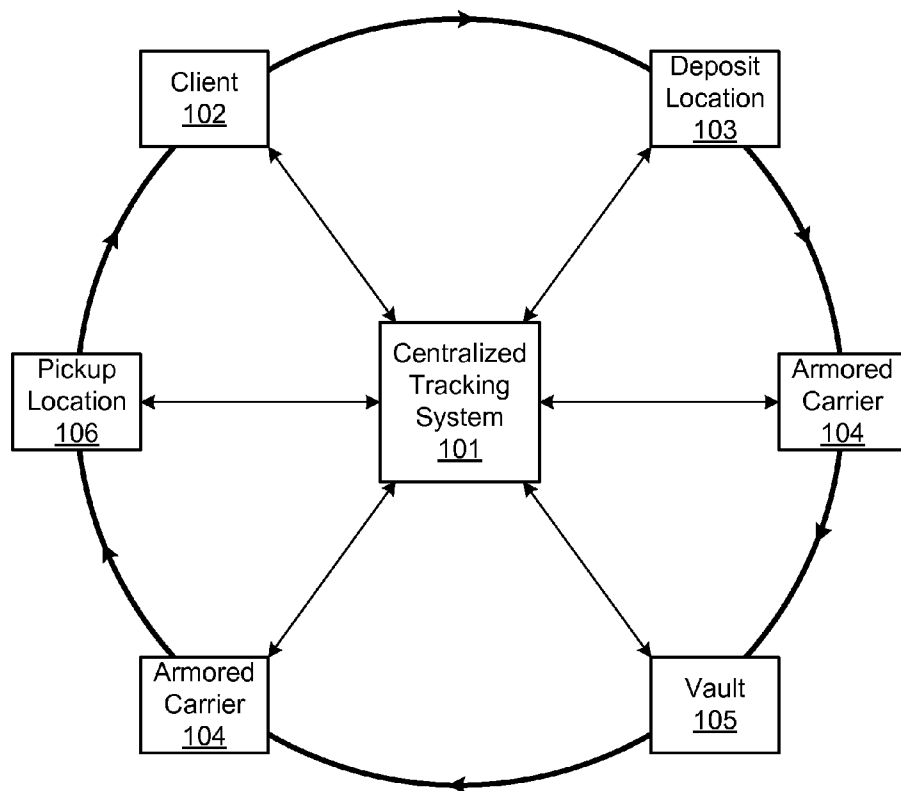 Client
102
Deposit
Location
103
Pickup
Location
106
Centralized
Tracking
System
101
Armored
Carrier
104
Armored
Carrier
104
Vault
105